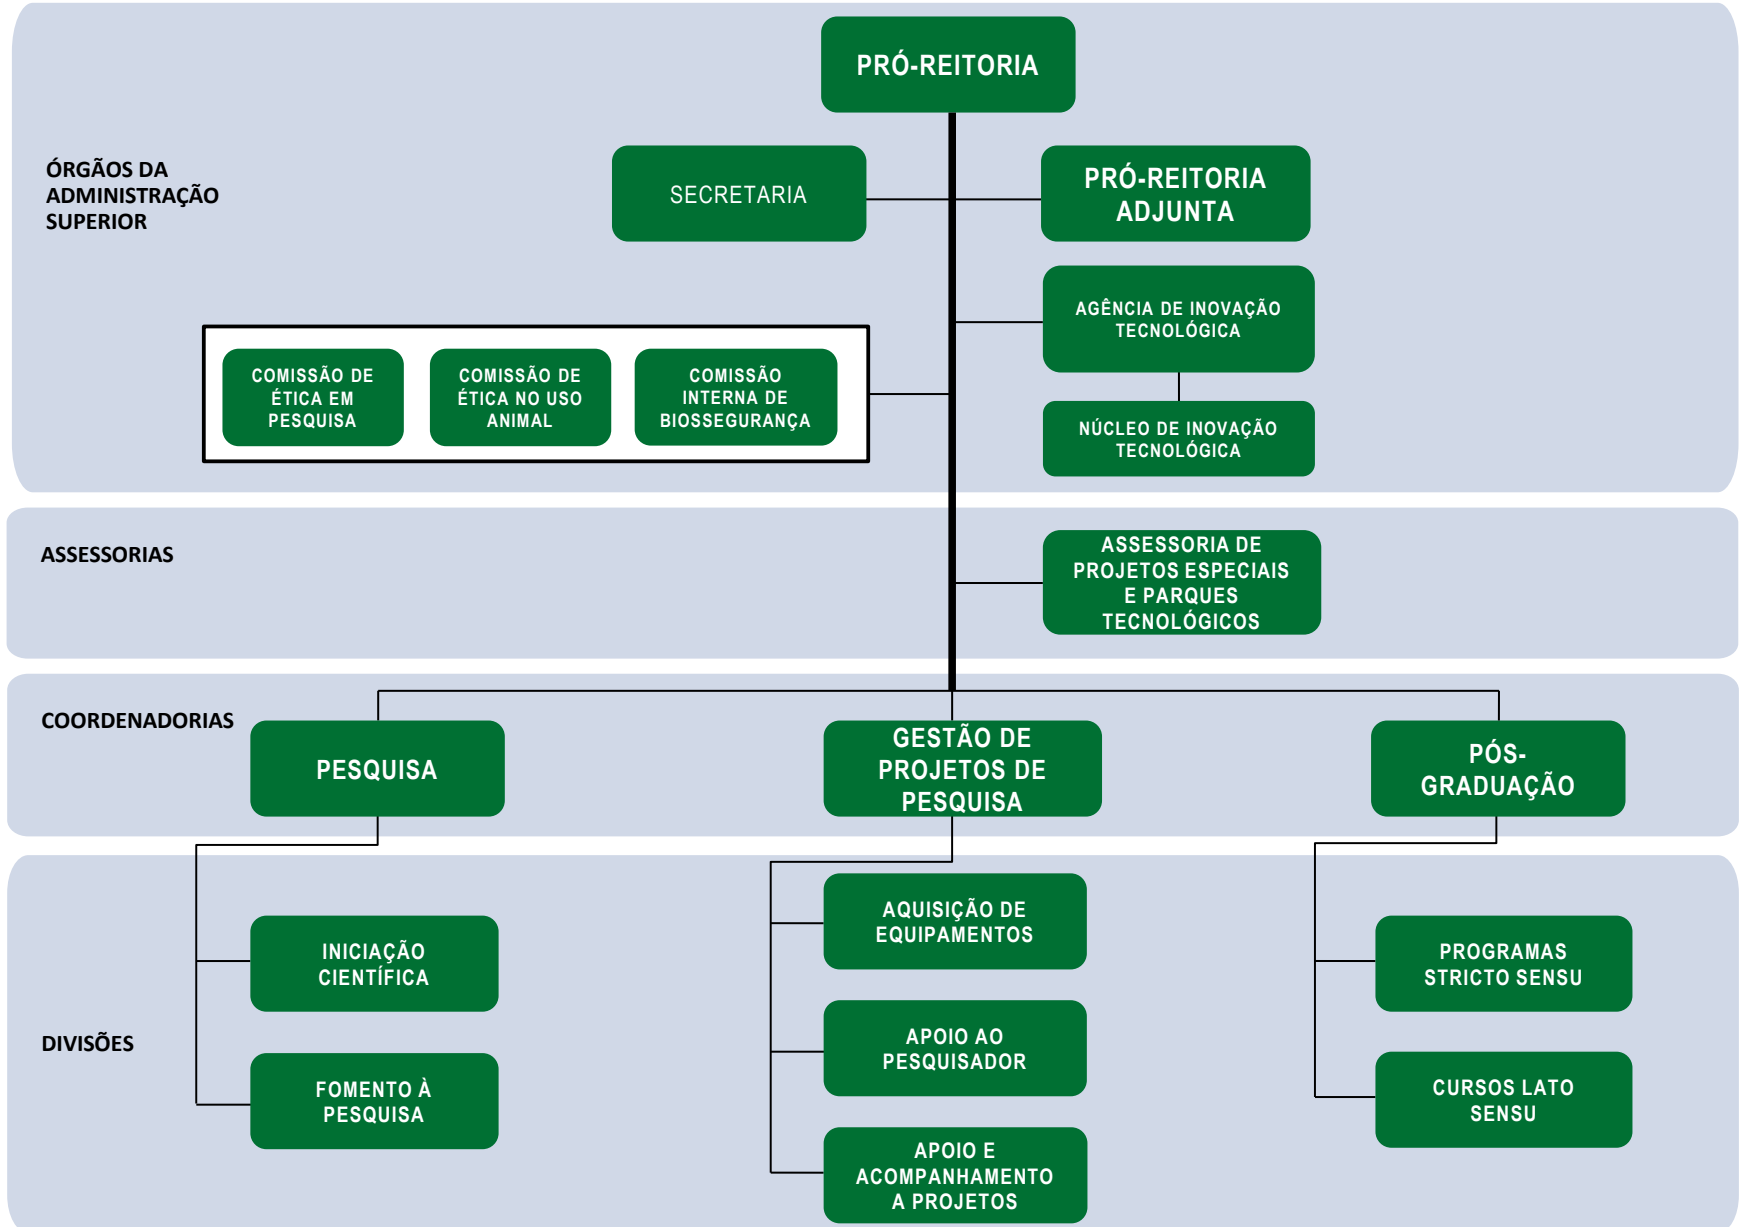 PRÓ-REITORIA
ÓRGÃOS DA
ADMINISTRAÇÃO
SUPERIOR
SECRETARIA
PRÓ-REITORIA
ADJUNTA
AGÊNCIA DE INOVAÇÃO
TECNOLÓGICA
COMISSÃO DE
ÉTICA EM
PESQUISA
COMISSÃO DE
ÉTICA NO USO
ANIMAL
COMISSÃO
INTERNA DE
BIOSSEGURANÇA
NÚCLEO DE INOVAÇÃO
TECNOLÓGICA
ASSESSORIAS
ASSESSORIA DE
PROJETOS ESPECIAIS
E PARQUES
TECNOLÓGICOS
COORDENADORIAS
PESQUISA
GESTÃO DE
PROJETOS DE
PESQUISA
PÓS-
GRADUAÇÃO
DIVISÕES
INICIAÇÃO
CIENTÍFICA
FOMENTO À
PESQUISA
AQUISIÇÃO DE
EQUIPAMENTOS
APOIO AO
PESQUISADOR
APOIO E
ACOMPANHAMENTO
A PROJETOS
PROGRAMAS
STRICTO SENSU
CURSOS LATO
SENSU